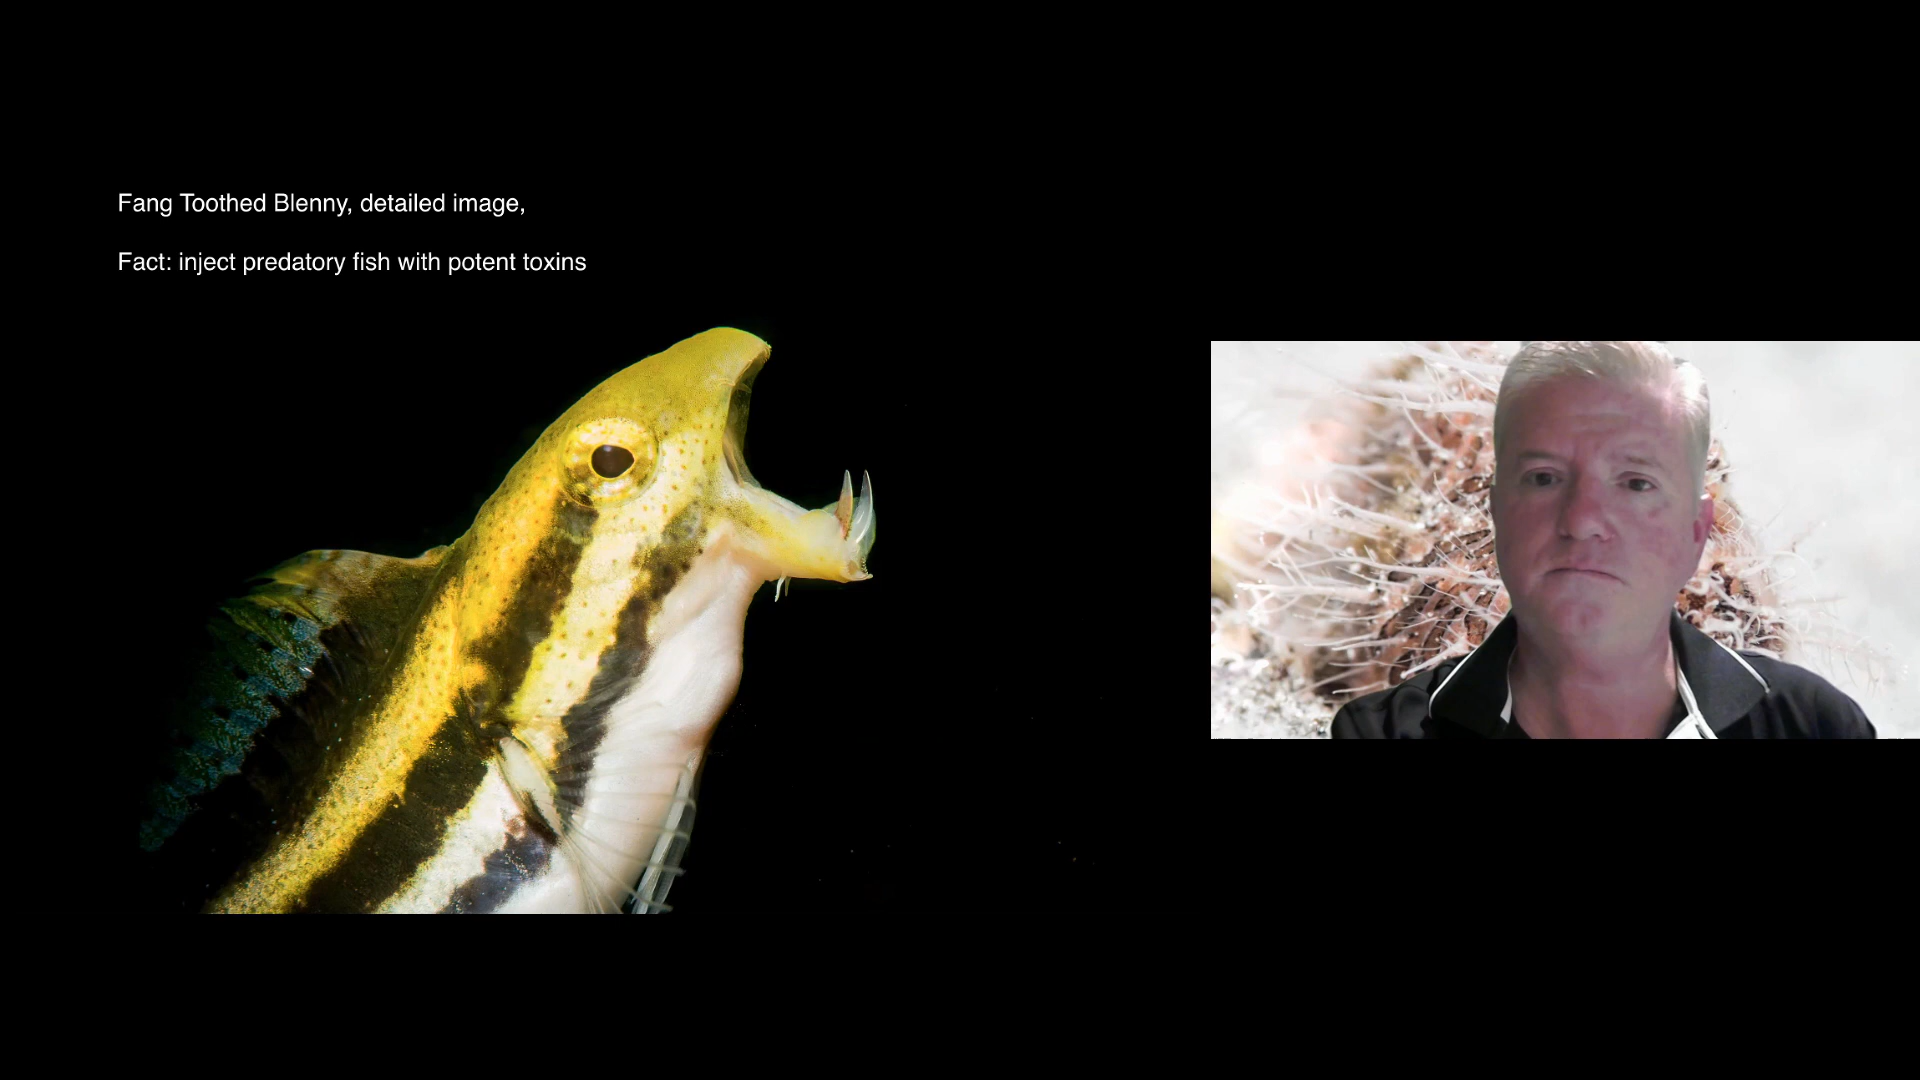 Fang Toothed Blenny, detailed image,
Fact: inject predatory fish with potent toxins